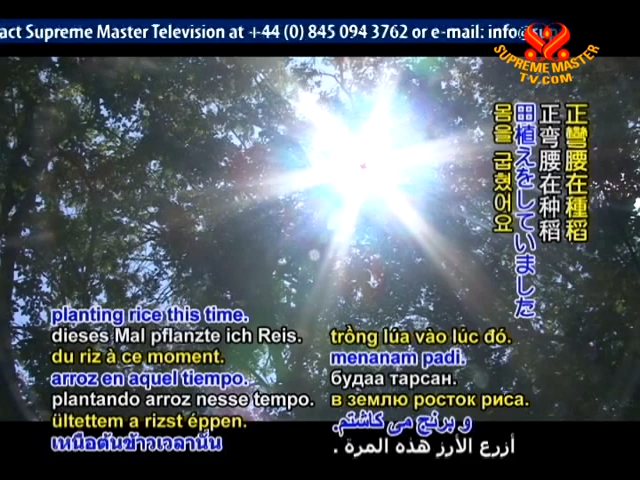 act Supreme Master Television at +44 (0) 845 094 3762 or e-mail: info@sup
SUPREME MASTER
TV.COM
正彎腰在種稻
正弯腰在种稻
田植えをしていました
몸을 굽혔어요
planting rice this time.
dieses Mal pflanzte ich Reis.
du riz à ce moment.
arroz en aquel tiempo.
plantando arroz nesse tempo.
ültettem a rizst éppen.
เหนือต้นข้าวเวลานั้น
trồng lúa vào lúc đó.
menanam padi.
будаа тарсан.
в землю росток риса.
و برنج می کاشتم.
أزرع الأرز هذه المرة .